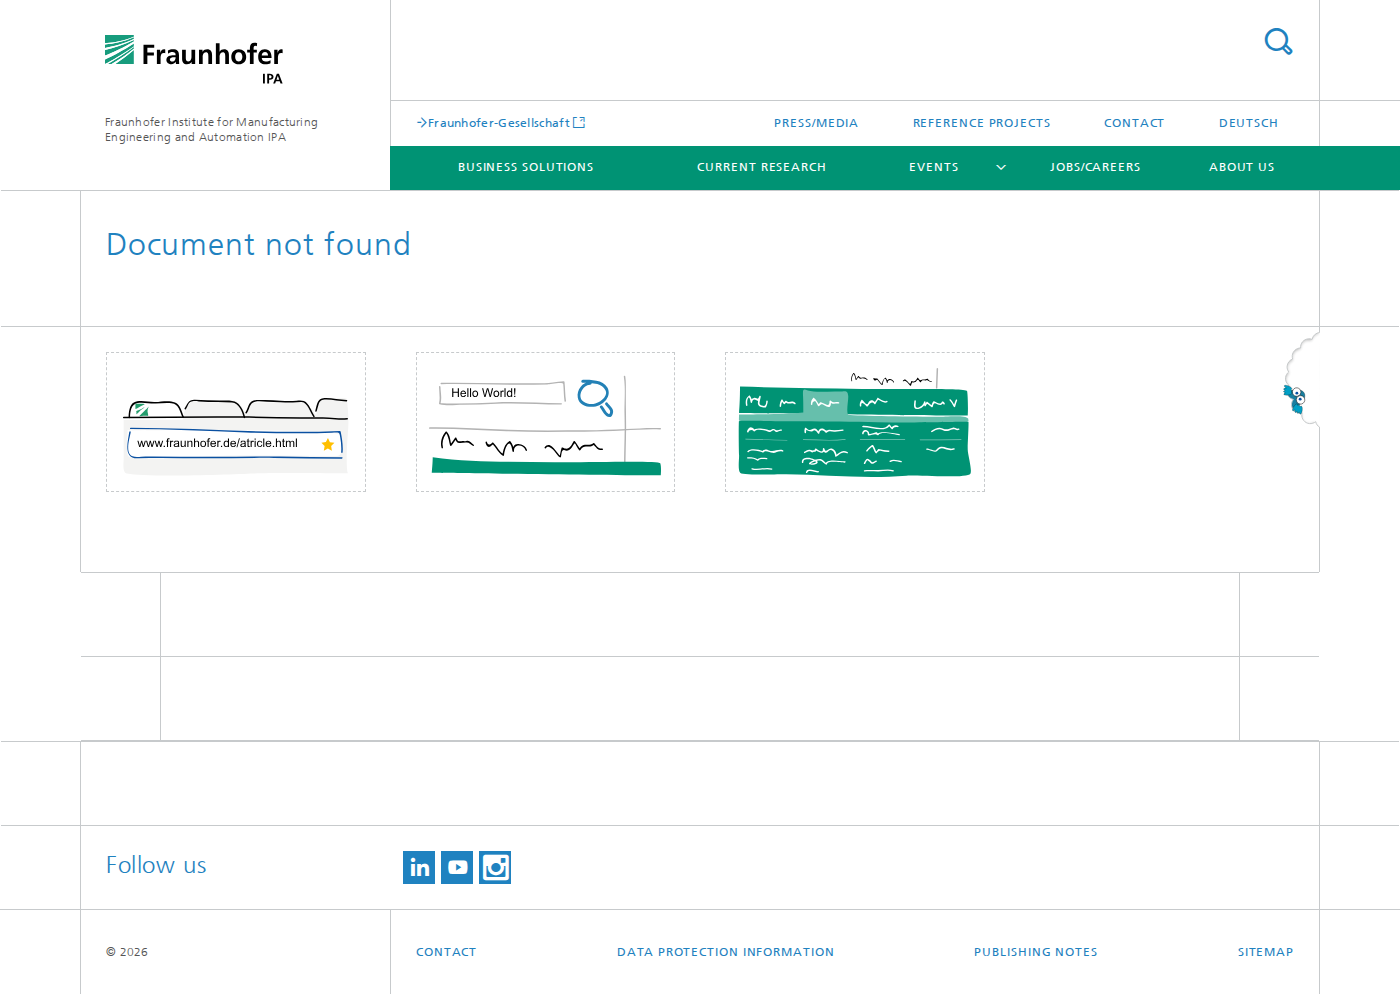 Fraunhofer
IPA
Fraunhofer Institute for Manufacturing
Engineering and Automation IPA
Fraunhofer-Gesellschaft
PRESS/MEDIA
REFERENCE PROJECTS
CONTACT
DEUTSCH
BUSINESS SOLUTIONS
CURRENT RESEARCH
EVENTS
JOBS/CAREERS
ABOUT US
Document not found
www.fraunhofer.de/atricle.html
Hello World!
Follow us
in
© 2026
CONTACT
DATA PROTECTION INFORMATION
PUBLISHING NOTES
SITEMAP